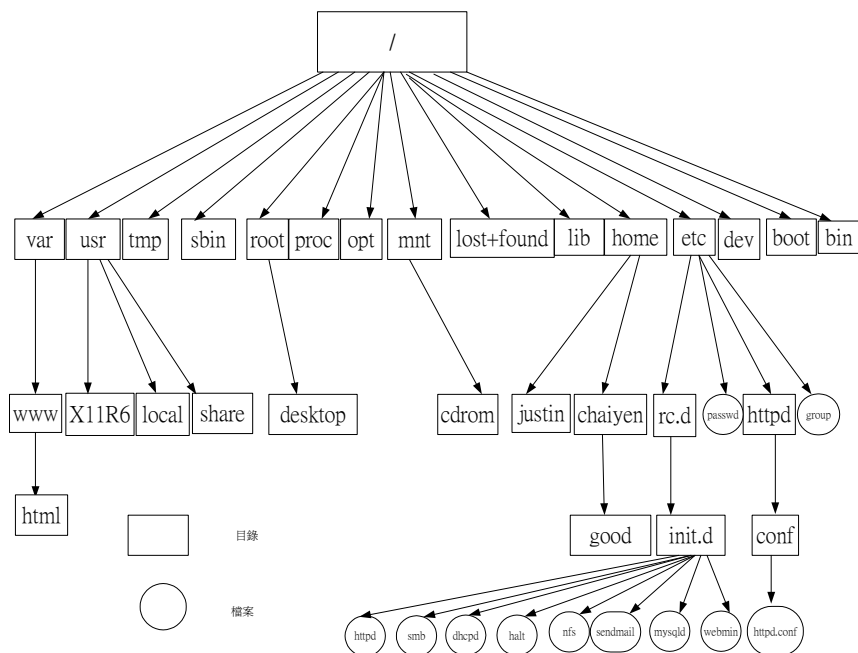 /
var usr tmp sbin root proc opt mnt lost+found lib home etc dev boot bin
www X11R6 local share desktop cdrom justin chaiyen rc.d passwd httpd group
html good init.d conf
目錄
檔案
httpd smb dhcpd halt nfs sendmail mysqld webmin httpd.conf